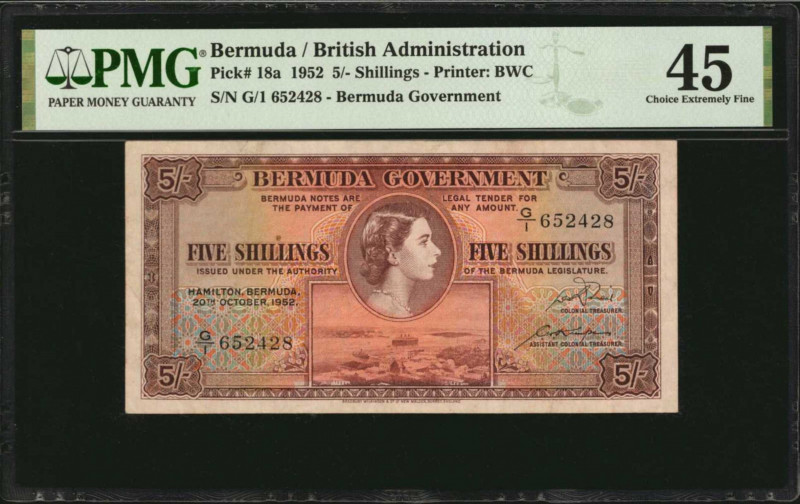 PMG®
PAPER MONEY GUARANTY
Bermuda / British Administration
Pick# 18a 1952 5/- Shillings - Printer: BWC
S/N G/1 652428 - Bermuda Government
45
Choice Extremely Fine
5/- BERMUDA GOVERNMENT 5/-
BERMUDA NOTES ARE LEGAL TENDER FOR
THE PAYMENT OF ANY AMOUNT.
G/1 652428
FIVE SHILLINGS FIVE SHILLINGS
ISSUED UNDER THE AUTHORITY OF THE BERMUDA LEGISLATURE.
HAMILTON, BERMUDA,
20TH OCTOBER, 1952.
COLONIAL TREASURER.
G/1 652428
ASSISTANT COLONIAL TREASURER.
5/- 5/-